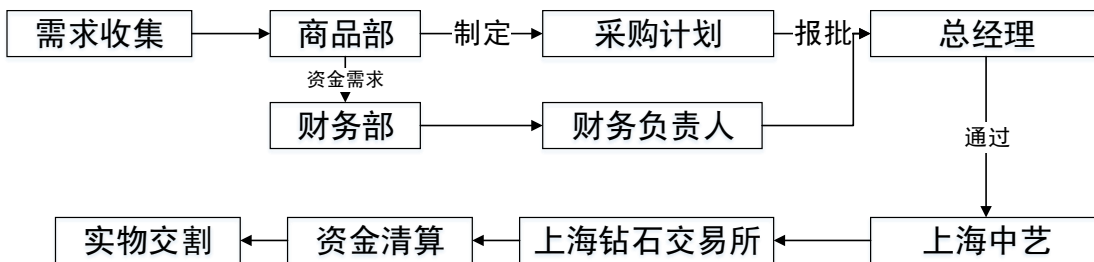 需求收集
商品部
制定
采购计划
报批
总经理
资金需求
财务部
财务负责人
通过
实物交割
资金清算
上海钻石交易所
上海中艺